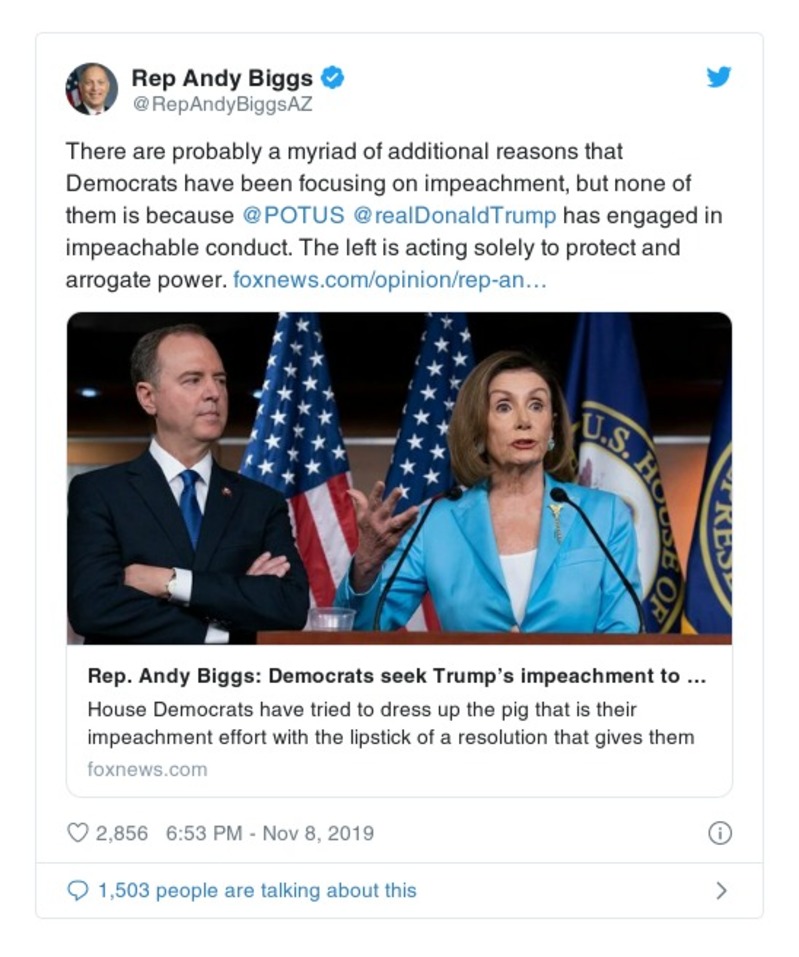 Rep Andy Biggs
@RepAndyBiggsAZ
There are probably a myriad of additional reasons that
Democrats have been focusing on impeachment, but none of
them is because @POTUS @realDonaldTrump has engaged in
impeachable conduct. The left is acting solely to protect and
arrogate power. foxnews.com/opinion/rep-an…
U.S. HOUSE OF
PRES
Rep. Andy Biggs: Democrats seek Trump’s impeachment to ...
House Democrats have tried to dress up the pig that is their
impeachment effort with the lipstick of a resolution that gives them
foxnews.com
2,856 6:53 PM - Nov 8, 2019
1,503 people are talking about this